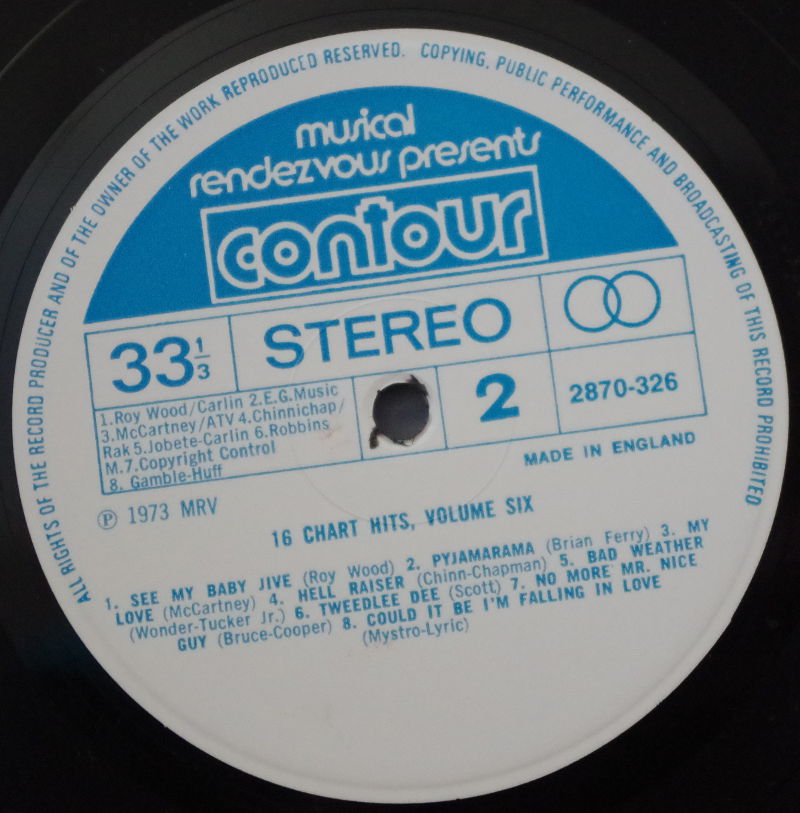 ALL RIGHTS OF THE RECORD PRODUCER AND OF THE OWNER OF THE WORK REPRODUCED RESERVED. COPYING, PUBLIC PERFORMANCE AND BROADCASTING OF THIS RECORD PROHIBITED
musical
rendezvous presents
contour
33 1/3
STEREO
1.Roy Wood/Carlin 2.E.G.Music
3.McCartney/ATV 4.Chinnichap/
Rak 5.Jobete-Carlin 6.Robbins
M.7.Copyright Control
8. Gamble-Huff
2
2870-326
MADE IN ENGLAND
℗ 1973 MRV
16 CHART HITS, VOLUME SIX
1. SEE MY BABY JIVE (Roy Wood) 2. PYJAMARAMA (Brian Ferry) 3. MY
LOVE (McCartney) 4. HELL RAISER (Chinn-Chapman) 5. BAD WEATHER
(Wonder-Tucker Jr.) 6. TWEEDLEE DEE (Scott) 7. NO MORE MR. NICE
GUY (Bruce-Cooper) 8. COULD IT BE I'M FALLING IN LOVE
(Mystro-Lyric)